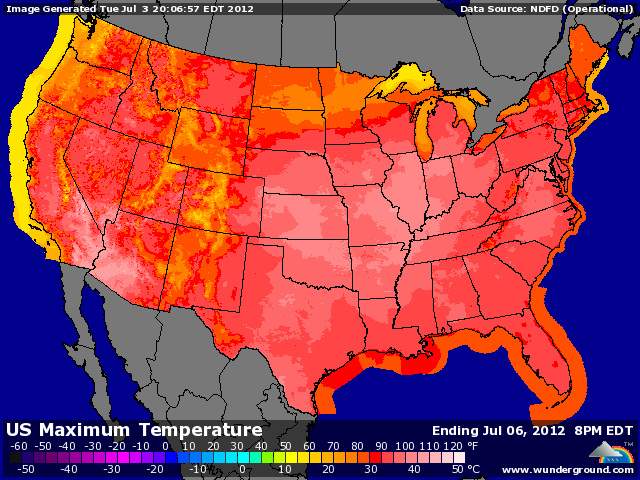 Image Generated Tue Jul 3 20:06:57 EDT 2012 Data Source: NDFD (Operational)
US Maximum Temperature Ending Jul 06, 2012 8PM EDT
-60 -50 -40 -30 -20 -10 0 10 20 30 40 50 60 70 80 90 100 110 120 °F
-50 -40 -30 -20 -10 0 10 20 30 40 50 °C
TM
www.wunderground.com